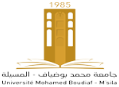 1985
جامعة محمد بوضياف - المسيلة
Université Mohamed Boudiaf - M'sila